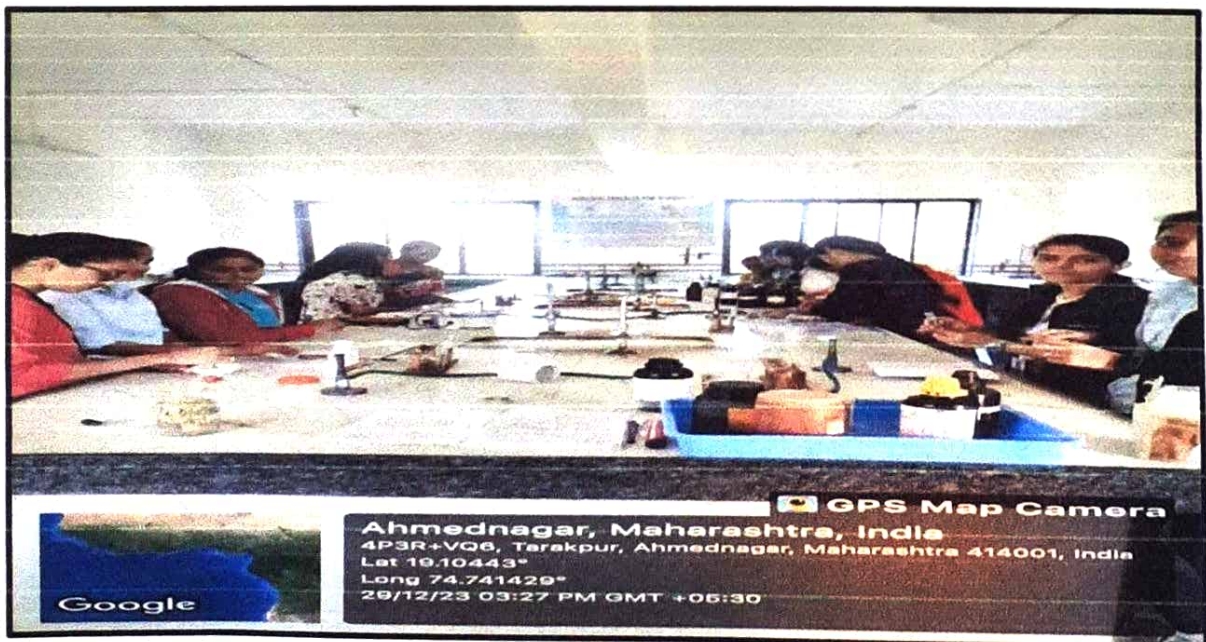 GPS Map Camera
Ahmednagar, Maharashtra, India
4P3R+VQ6, Tarakpur, Ahmednagar, Maharashtra 414001, India
Lat 19.10443°
Long 74.741429°
29/12/23 03:27 PM GMT +05:30
Google